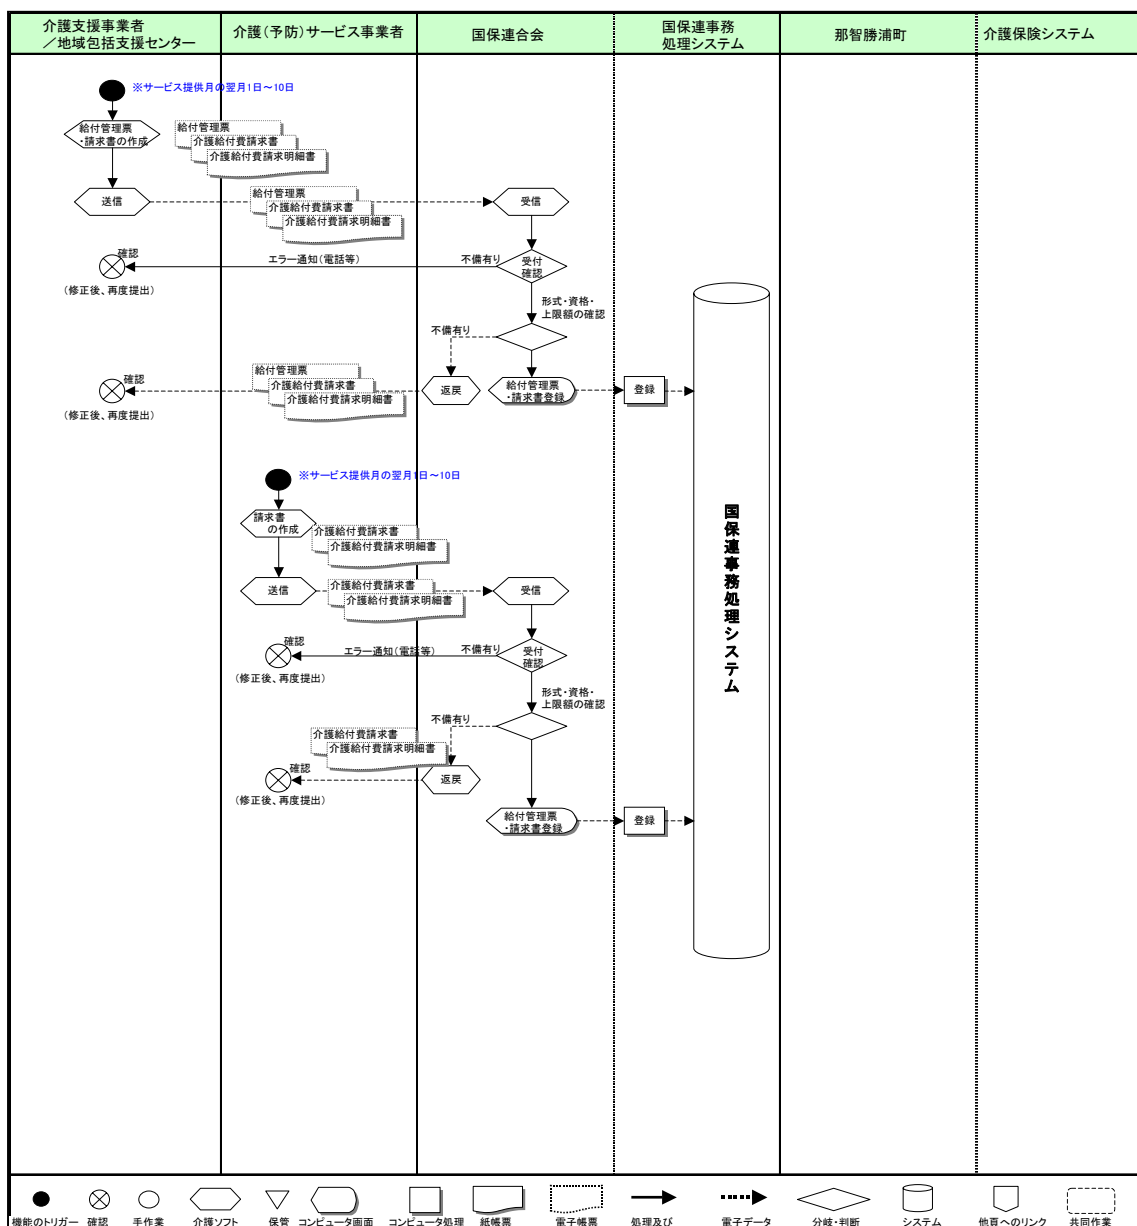 介護支援事業者
／地域包括支援センター
介護（予防）サービス事業者
国保連合会
国保連事務
処理システム
那智勝浦町
介護保険システム
※サービス提供月の翌月1日～10日
給付管理票
・請求書の作成
給付管理票
介護給付費請求書
介護給付費請求明細書
送信
給付管理票
介護給付費請求書
介護給付費請求明細書
受信
確認
エラー通知（電話等）
不備有り
受付
確認
（修正後、再度提出）
形式・資格・
上限額の確認
不備有り
確認
給付管理票
介護給付費請求書
介護給付費請求明細書
返戻
給付管理票
・請求書登録
登録
（修正後、再度提出）
※サービス提供月の翌月1日～10日
請求書
の作成
介護給付費請求書
介護給付費請求明細書
送信
介護給付費請求書
介護給付費請求明細書
受信
確認
エラー通知（電話等）
不備有り
受付
確認
（修正後、再度提出）
形式・資格・
上限額の確認
不備有り
介護給付費請求書
介護給付費請求明細書
確認
返戻
（修正後、再度提出）
給付管理票
・請求書登録
登録
国保連事務処理システム
機能のトリガー
確認
手作業
介護ソフト
保管
コンピュータ画面
コンピュータ処理
紙帳票
電子帳票
処理及び
電子データ
分岐・判断
システム
他頁へのリンク
共同作業